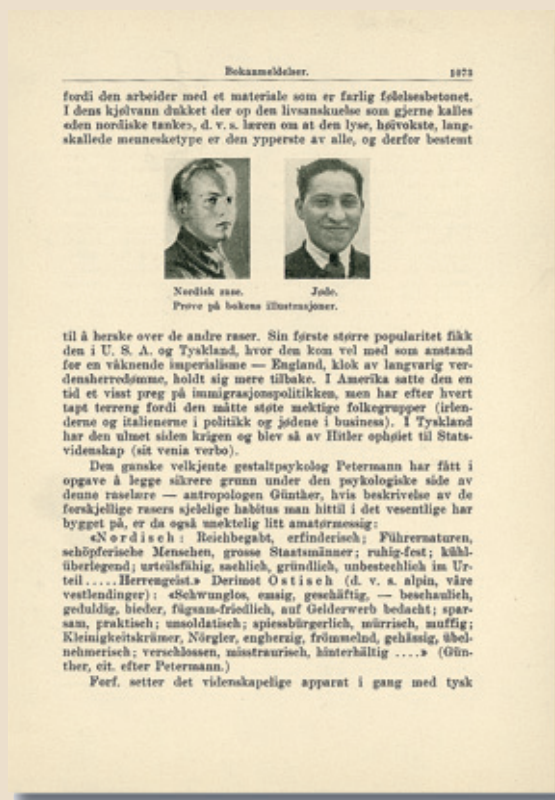 Bokanmeldelser. 1073
fordi den arbeider med et materiale som er farlig følelsesbetonet.
I dens kjølvann dukket der op den livsanskuelse som gjerne kalles
«den nordiske tanke», d. v. s. læren om at den lyse, høivokste, lang-
skallede mennesketype er den ypperste av alle, og derfor bestemt
Nordisk rase. Jøde.
Prøve på bokens illustrasjoner.
til å herske over de andre raser. Sin første større popularitet fikk
den i U. S. A. og Tyskland, hvor den kom vel med som anstand
for en våknende imperialisme — England, klok av langvarig ver-
densherredømme, holdt sig mere tilbake. I Amerika satte den en
tid et visst preg på immigrasjonspolitikken, men har efter hvert
tapt terreng fordi den måtte støte mektige folkegrupper (irlen-
derne og italienerne i politikk og jødene i business). I Tyskland
har den ulmet siden krigen og blev så av Hitler ophøiet til Stats-
videnskap (sit venia verbo).
Den ganske velkjente gestaltpsykolog Petermann har fått i
opgave å legge sikrere grunn under den psykologiske side av
denne raselære — antropologen Günther, hvis beskrivelse av de
forskjellige rasers sjelelige habitus man hittil i det vesentlige har
bygget på, er da også unektelig litt amatørmessig:
«Nordisch: Reichbegabt, erfinderisch; Führernaturen,
schöpferische Menschen, grosse Staatsmänner; ruhig-fest; kühl-
überlegend; urteilsfähig, sachlich, gründlich, unbestechlich im Ur-
teil ..... Herrengeist.» Derimot Ostisch (d. v. s. alpin, våre
vestlendinger): «Schwunglos, emsig, geschäftig, — beschaulich,
geduldig, bieder, fügsam-friedlich, auf Gelderwerb bedacht; spar-
sam, praktisch; unsoldatisch; spiessbürgerlich, mürrisch, muffig;
Kleinigkeitskrämer, Nörgler, engherzig, frömmelnd, gehässig, übel-
nehmerisch; verschlossen, misstraurisch, hinterhältig ....» (Gün-
ther, cit. efter Petermann.)
Forf. setter det videnskapelige apparat i gang med tysk